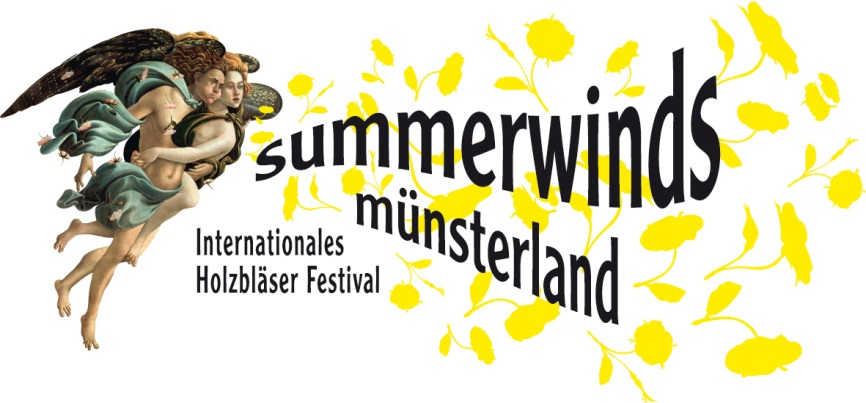 summerwinds
münsterland
Internationales
Holzbläser Festival